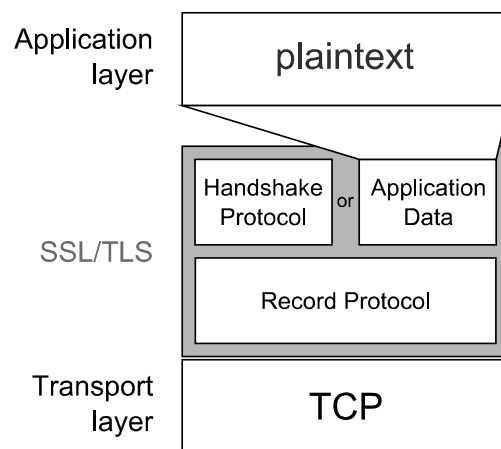 Application
layer
plaintext
Handshake
Protocol
or
Application
Data
SSL/TLS
Record Protocol
Transport
layer
TCP